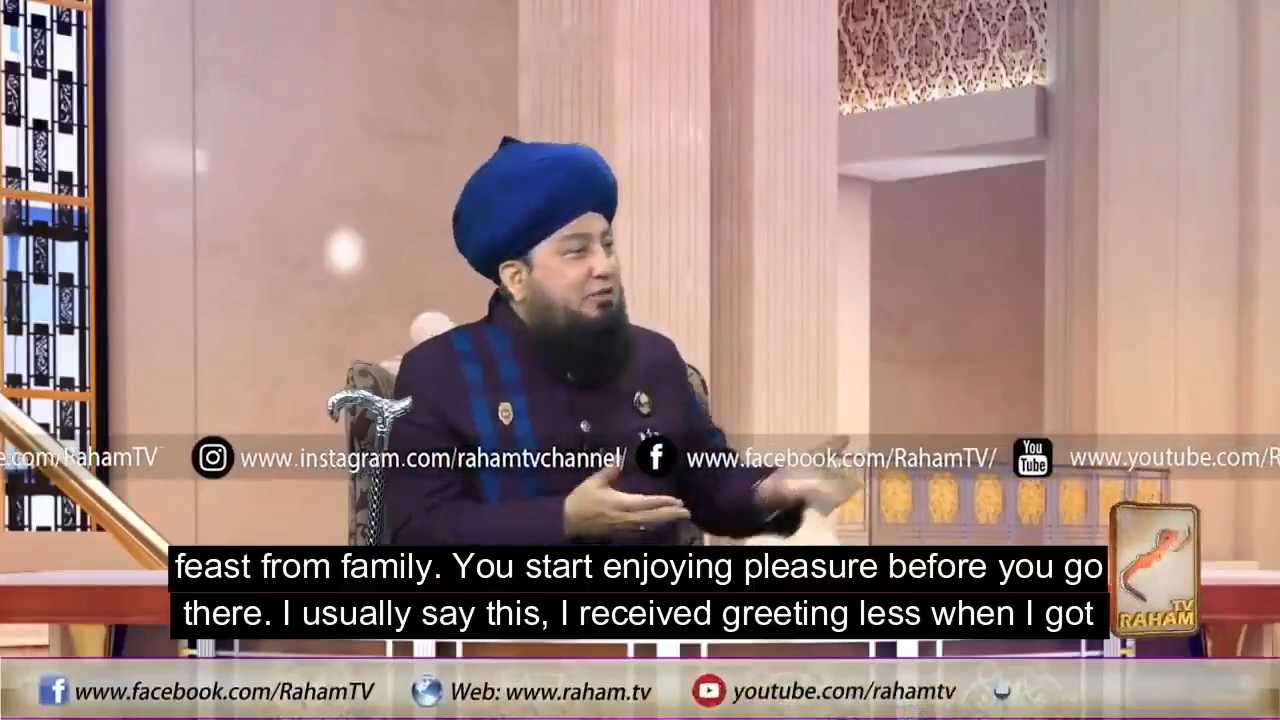 e.com/RahamTV www.instagram.com/rahamtvchannel/ f www.facebook.com/RahamTV/ You Tube www.youtube.com/R
feast from family. You start enjoying pleasure before you go
there. I usually say this, I received greeting less when I got
RAHAM TV
f www.facebook.com/RahamTV Web: www.raham.tv youtube.com/rahamtv